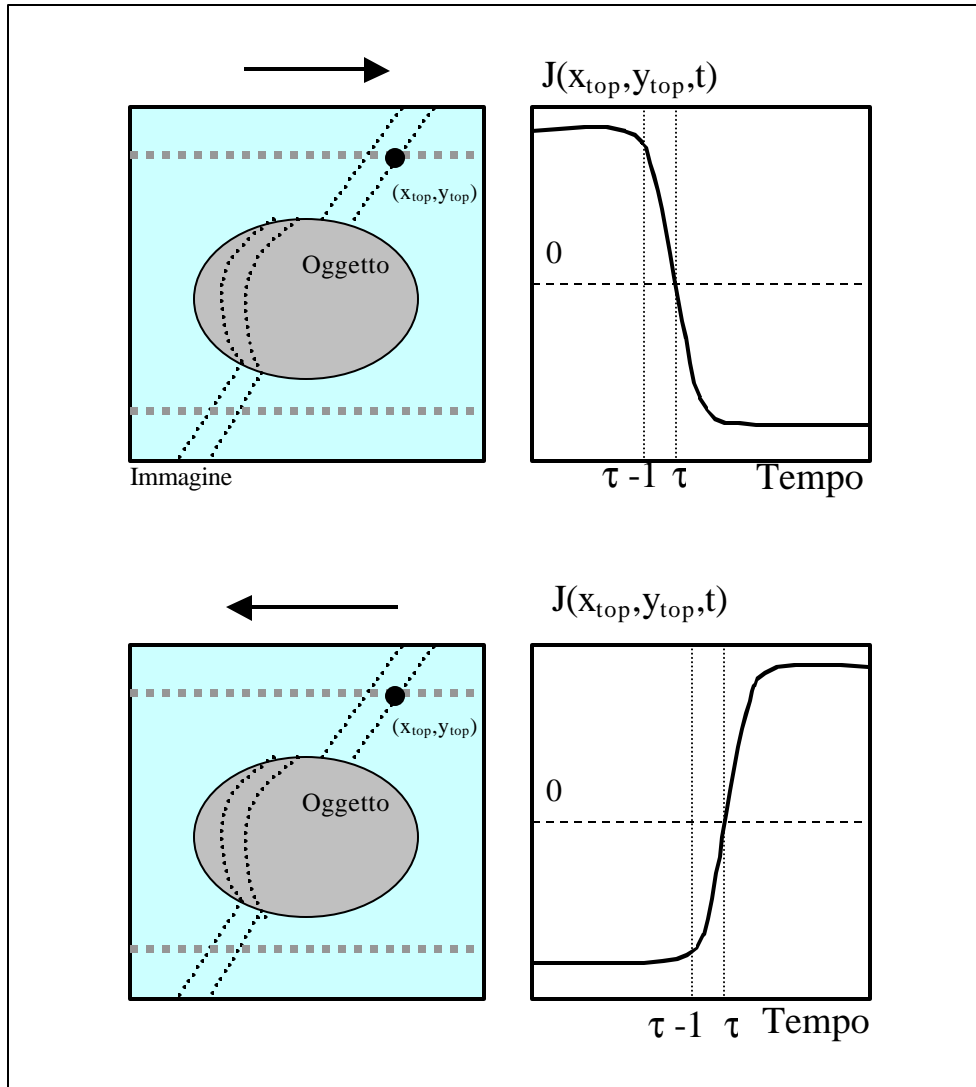 J(x_top,y_top,t)
(x_top,y_top)
0
Oggetto
Immagine
τ -1 τ Tempo
J(x_top,y_top,t)
(x_top,y_top)
0
Oggetto
τ -1 τ Tempo